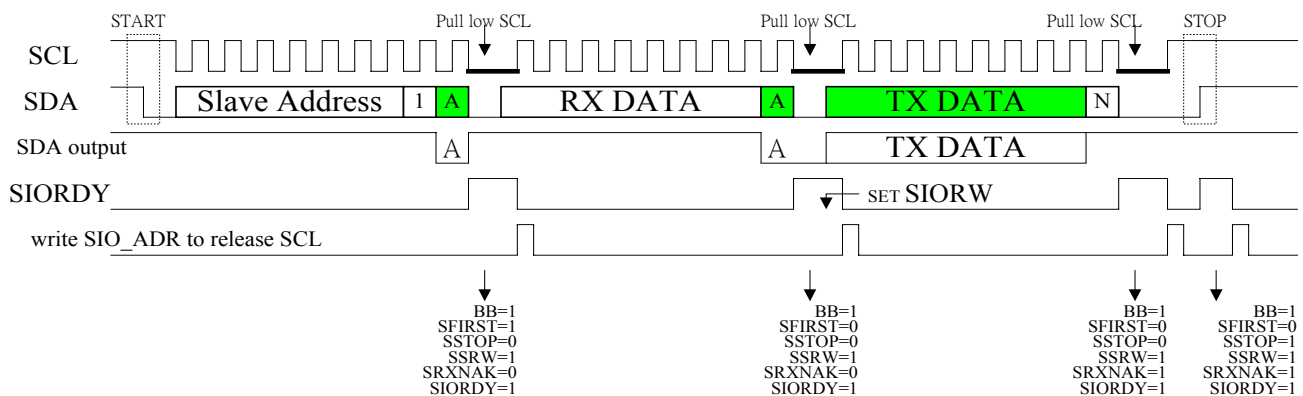 START Pull low SCL Pull low SCL Pull low SCL STOP
SCL
SDA Slave Address 1 A RX DATA A TX DATA N
SDA output A A TX DATA
SIORDY SET SIORW
write SIO_ADR to release SCL
BB=1 BB=1 BB=1 BB=1
SFIRST=1 SFIRST=0 SFIRST=0 SFIRST=0
SSTOP=0 SSTOP=0 SSTOP=0 SSTOP=1
SSRW=1 SSRW=1 SSRW=1 SSRW=1
SRXNAK=0 SRXNAK=0 SRXNAK=1 SRXNAK=1
SIORDY=1 SIORDY=1 SIORDY=1 SIORDY=1